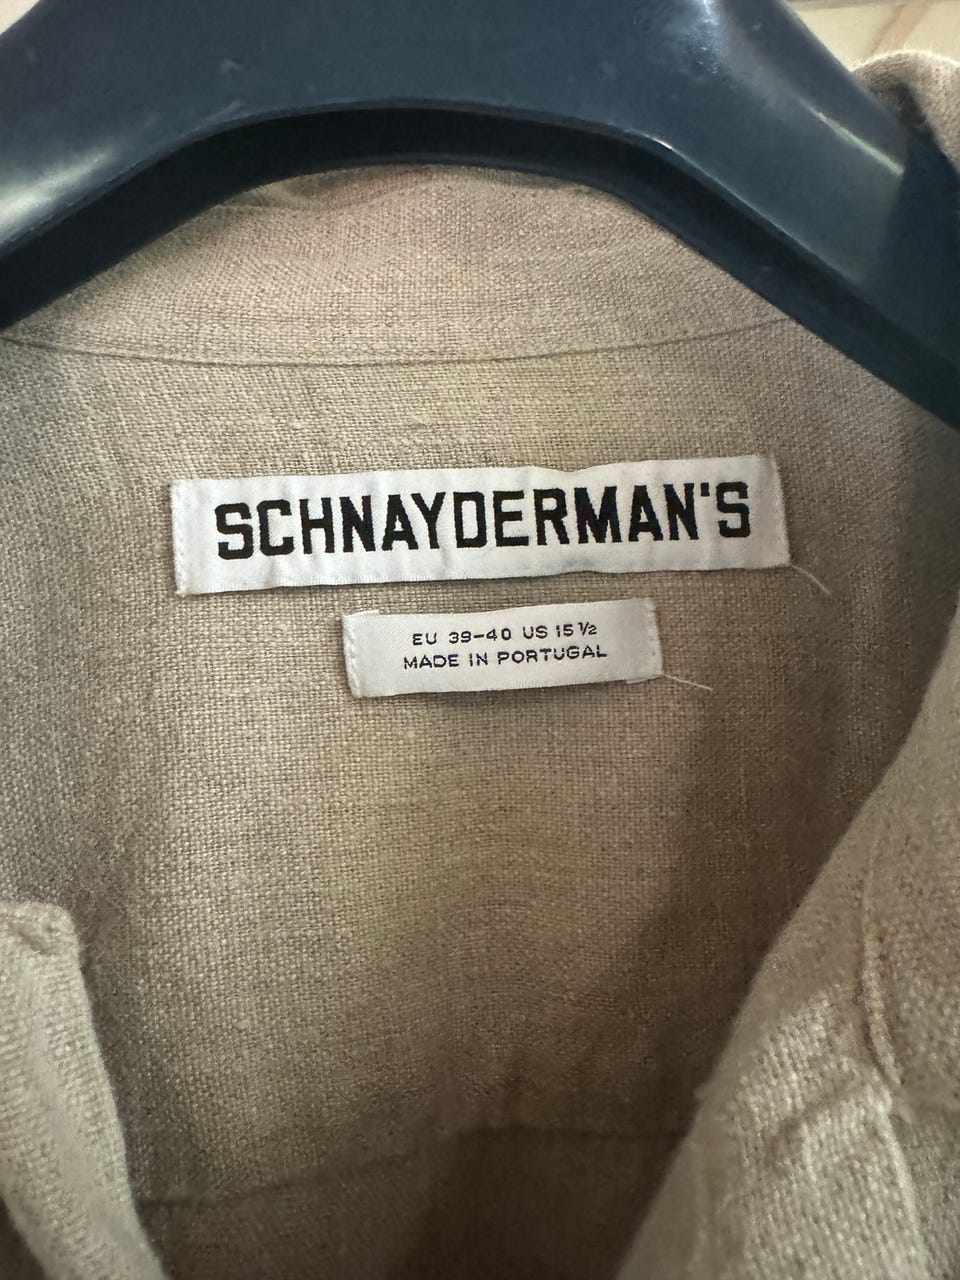 SCHNAYDERMAN'S
EU 39-40 US 15 ½
MADE IN PORTUGAL